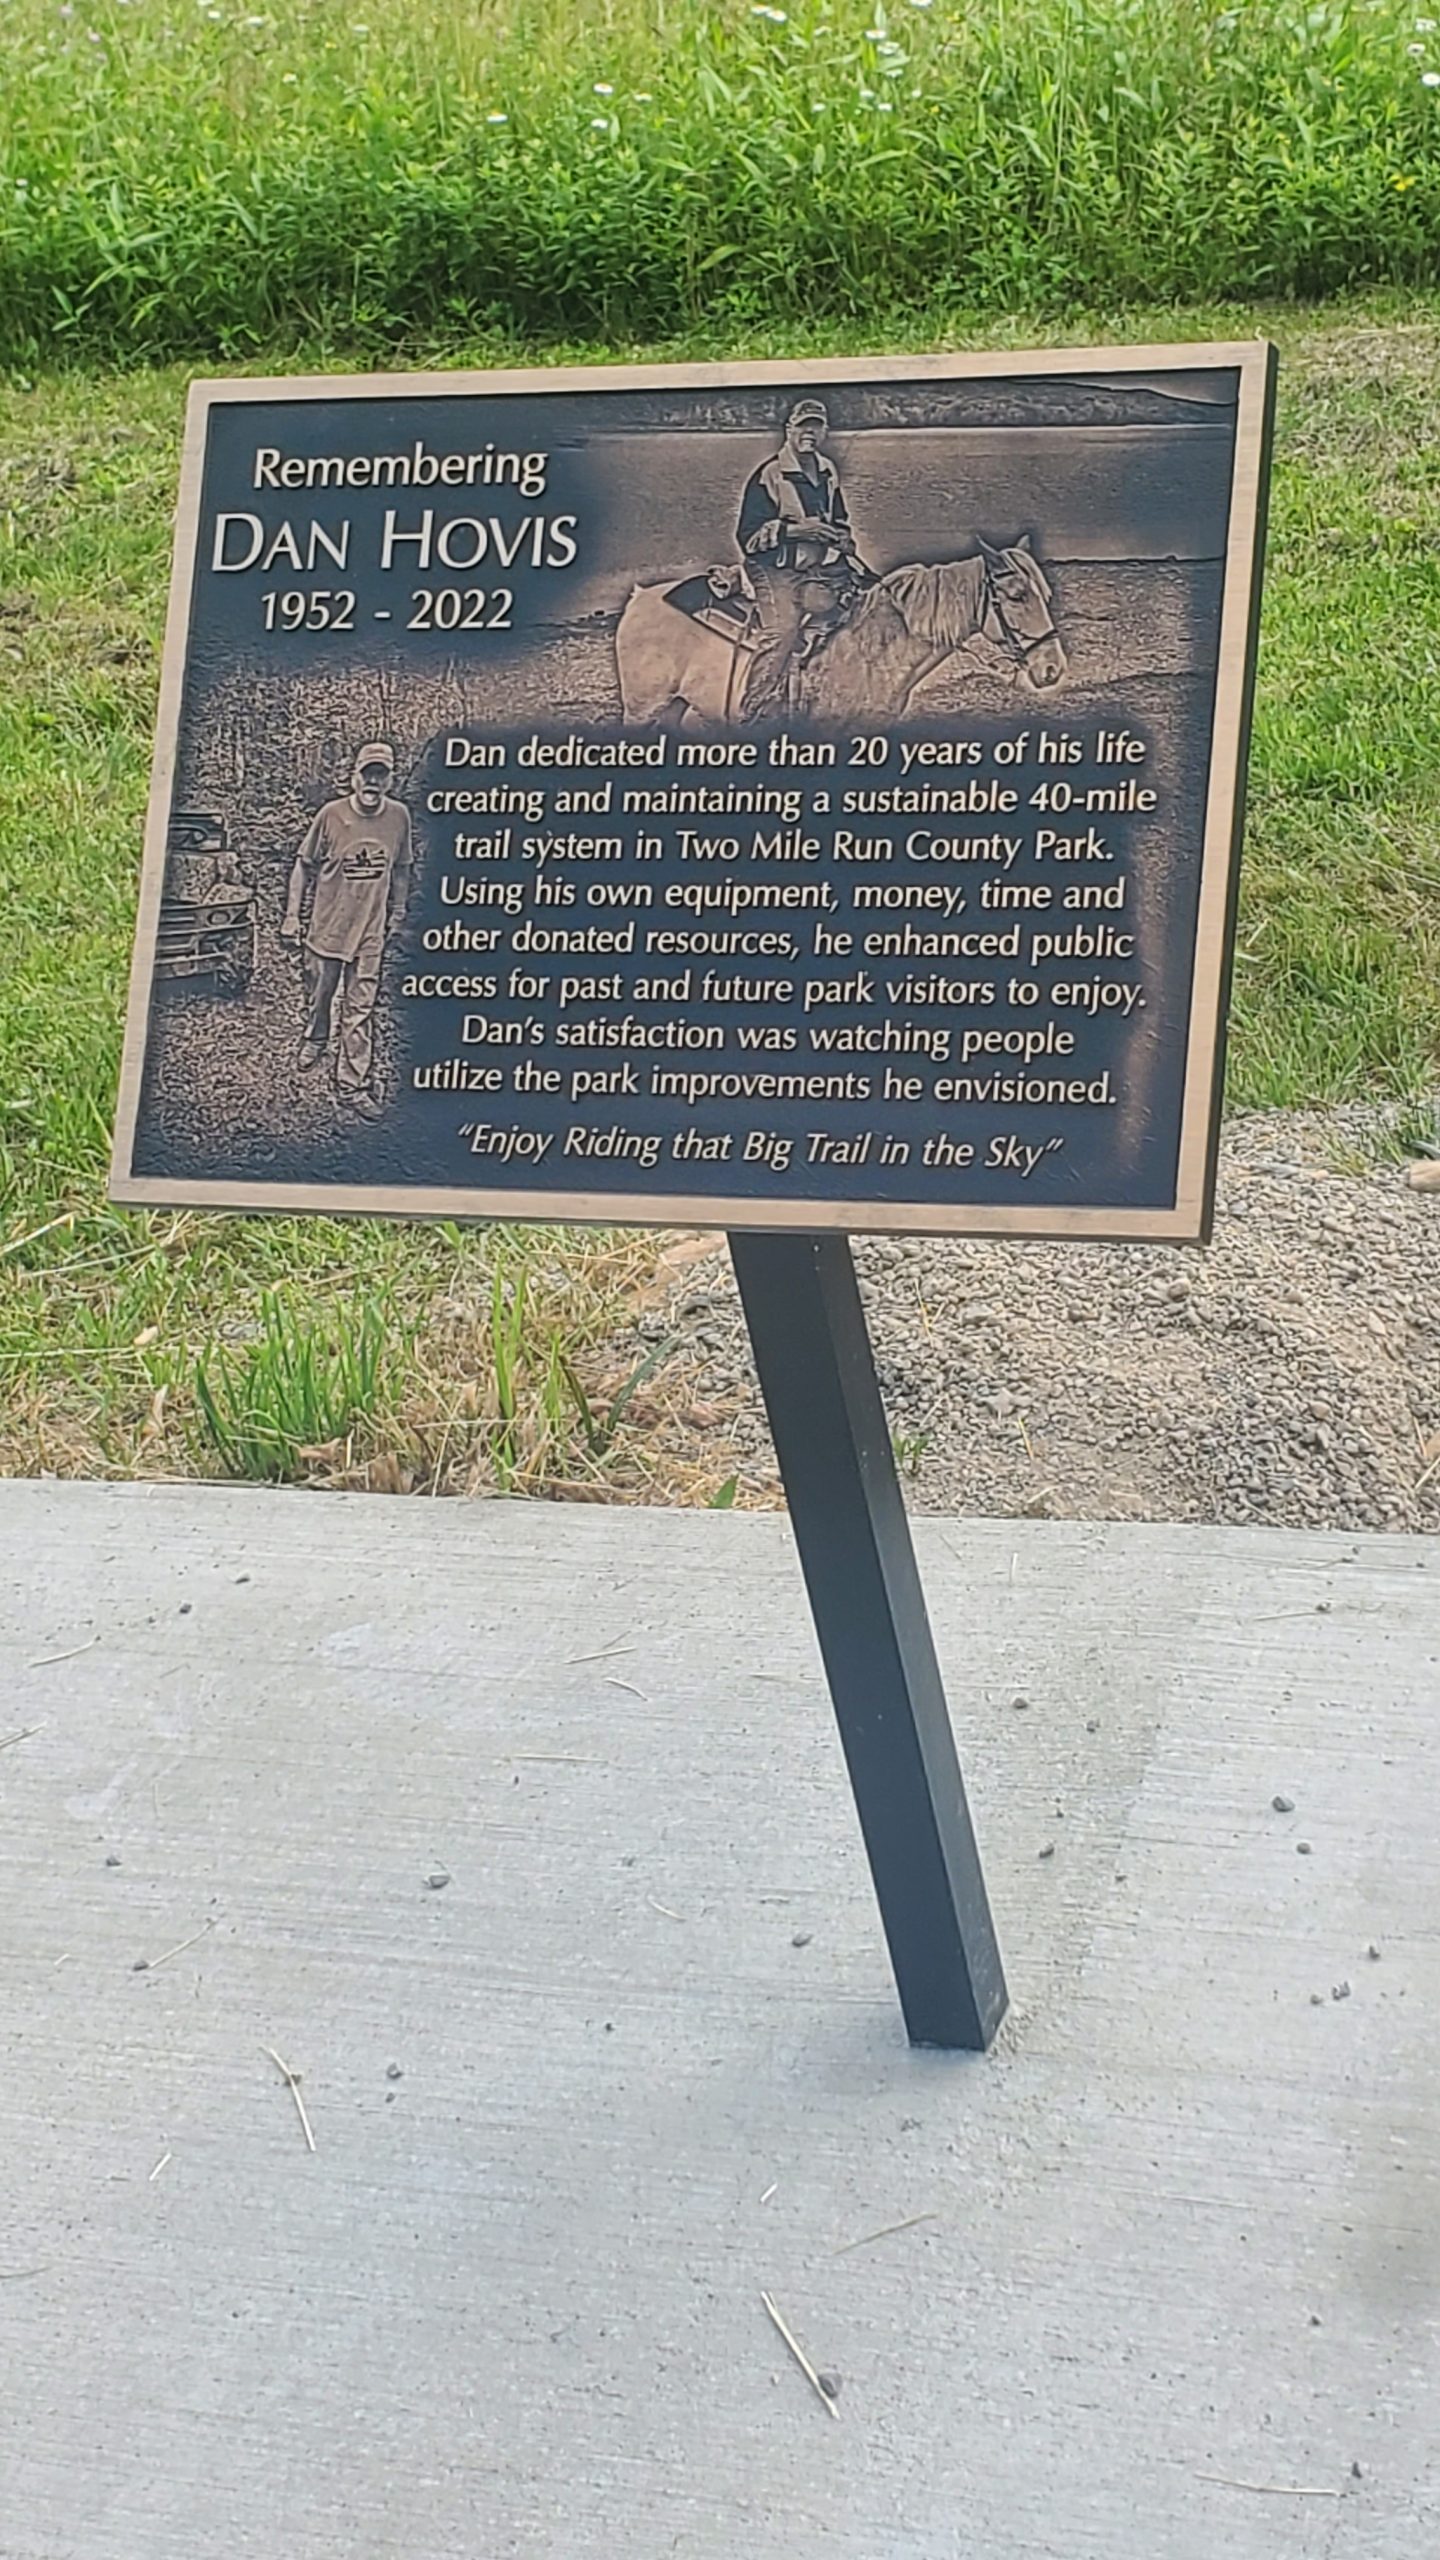 Remembering
DAN HOVIS
1952 - 2022
Dan dedicated more than 20 years of his life
creating and maintaining a sustainable 40-mile
trail system in Two Mile Run County Park.
Using his own equipment, money, time and
other donated resources, he enhanced public
access for past and future park visitors to enjoy.
Dan's satisfaction was watching people
utilize the park improvements he envisioned.
"Enjoy Riding that Big Trail in the Sky"